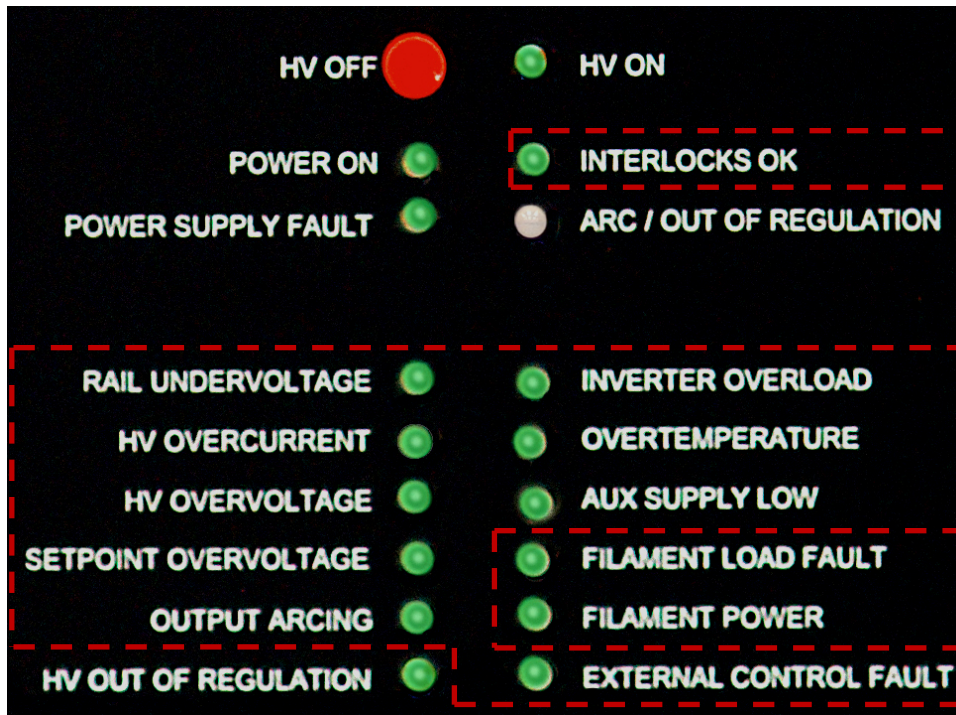 HV OFF HV ON
POWER ON INTERLOCKS OK
POWER SUPPLY FAULT ARC / OUT OF REGULATION
RAIL UNDERVOLTAGE INVERTER OVERLOAD
HV OVERCURRENT OVERTEMPERATURE
HV OVERVOLTAGE AUX SUPPLY LOW
SETPOINT OVERVOLTAGE FILAMENT LOAD FAULT
OUTPUT ARCING FILAMENT POWER
HV OUT OF REGULATION EXTERNAL CONTROL FAULT